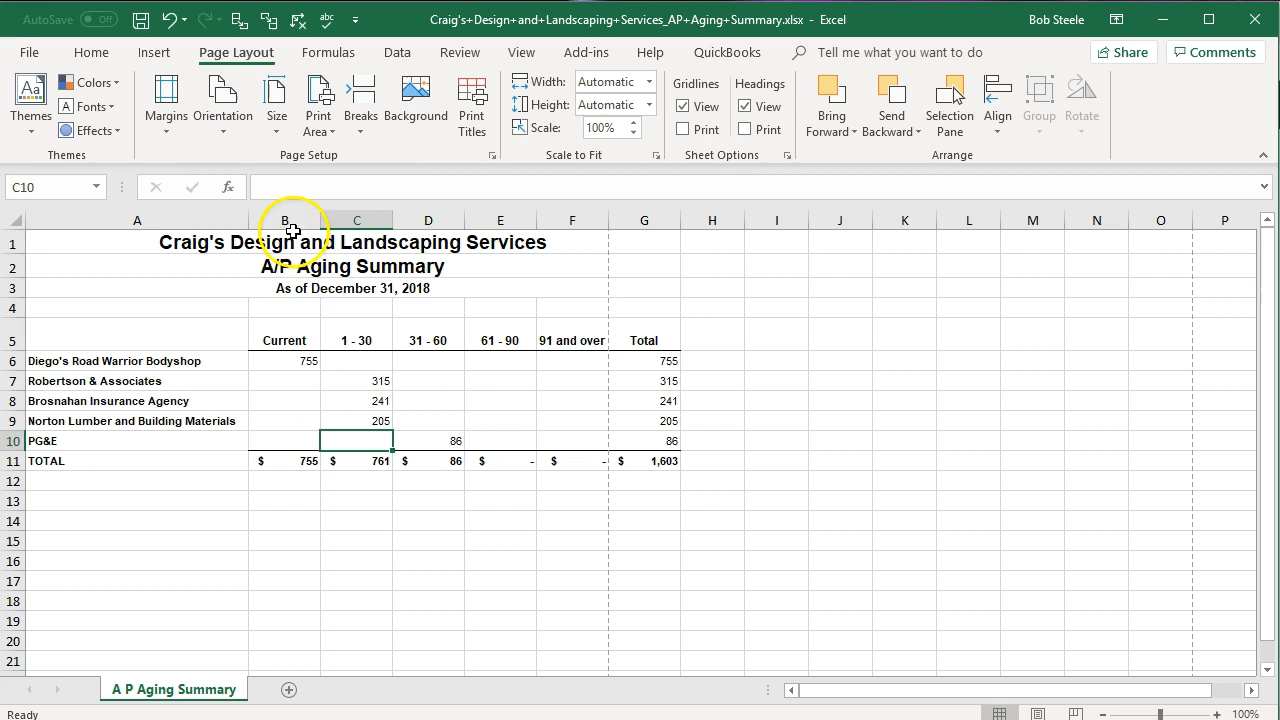 AutoSave Off Craig's+Design+and+Landscaping+Services_AP+Aging+Summary.xlsx - Excel Bob Steele
File Home Insert Page Layout Formulas Data Review View Add-ins Help QuickBooks Tell me what you want to do Share Comments
Themes Colors Fonts Effects Margins Orientation Size Print Area Breaks Background Print Titles
Width: Automatic Gridlines Headings
Height: Automatic View View
Scale: 100% Print Print
Bring Forward Send Backward Selection Pane Align Group Rotate
Themes Page Setup Scale to Fit Sheet Options Arrange
C10 fx
A B C D E F G H I J K L M N O P
1 Craig's Design and Landscaping Services
2 A/P Aging Summary
3 As of December 31, 2018
4
5 Current 1 - 30 31 - 60 61 - 90 91 and over Total
6 Diego's Road Warrior Bodyshop 755 755
7 Robertson & Associates 315 315
8 Brosnahan Insurance Agency 241 241
9 Norton Lumber and Building Materials 205 205
10 PG&E 86 86
11 TOTAL $ 755 $ 761 $ 86 $ - $ - $ 1,603
12
13
14
15
16
17
18
19
20
21
A P Aging Summary
Ready 100%